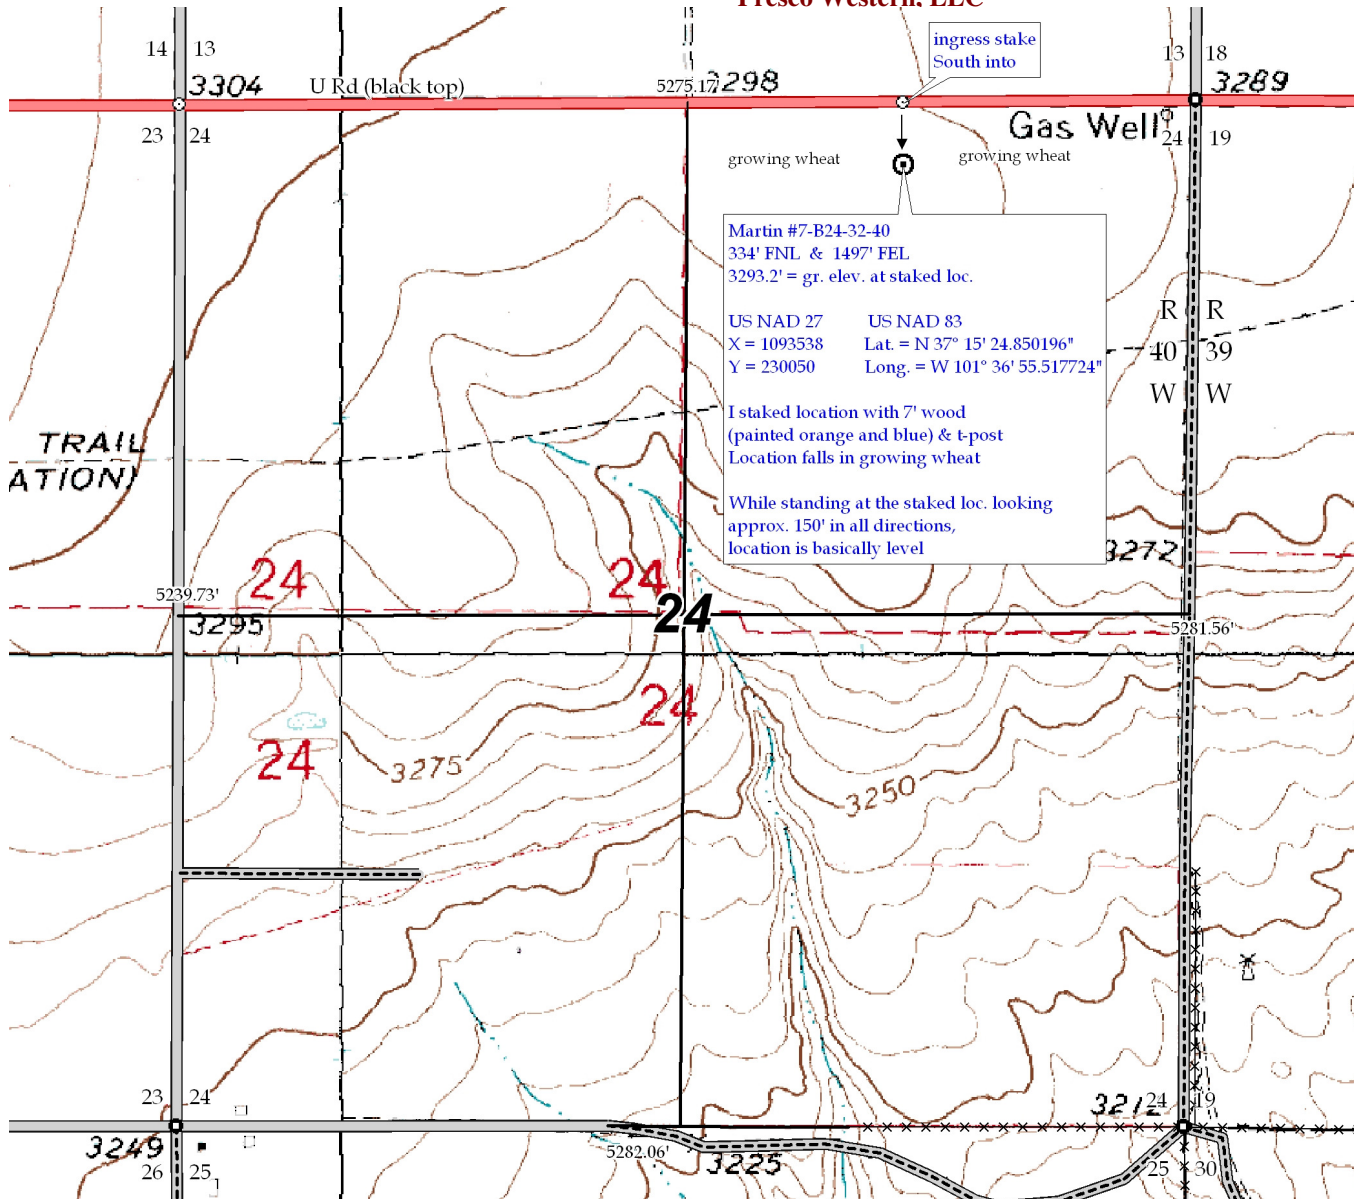 Presco Western, LLC
ingress stake
South into
14 13
13 18
3304
U Rd (black top)
5275.17'
3298
3289
Gas Well
23 24
24 19
growing wheat
growing wheat
Martin #7-B24-32-40
334' FNL & 1497' FEL
3293.2' = gr. elev. at staked loc.
US NAD 27 US NAD 83
X = 1093538 Lat. = N 37° 15' 24.850196"
Y = 230050 Long. = W 101° 36' 55.517724"
I staked location with 7' wood
(painted orange and blue) & t-post
Location falls in growing wheat
While standing at the staked loc. looking
approx. 150' in all directions,
location is basically level
R R
40 39
W W
TRAIL
ATION)
3272
24
24
5239.73'
24
3295
5281.56'
24
24
3275
3250
23 24
24 19
3212
3249
5282.06'
3225
26 25
25 30